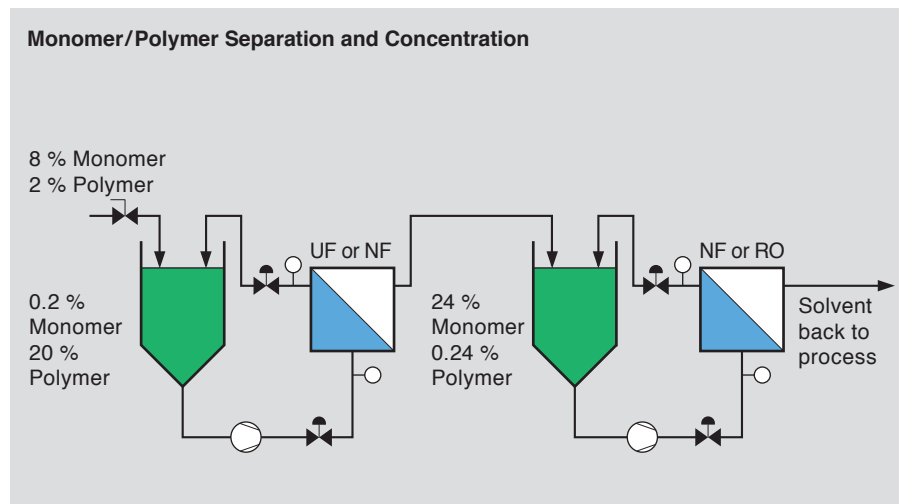 Monomer/Polymer Separation and Concentration
8 % Monomer
2 % Polymer
UF or NF
NF or RO
0.2 %
Monomer
20 %
Polymer
24 %
Monomer
0.24 %
Polymer
Solvent
back to
process